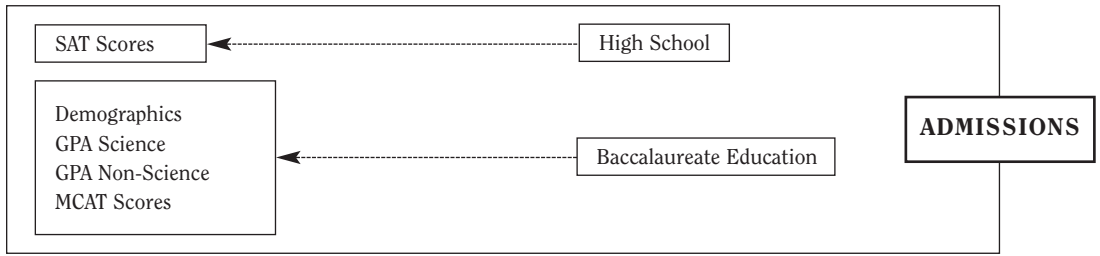 SAT Scores
High School
Demographics
GPA Science
GPA Non-Science
MCAT Scores
Baccalaureate Education
ADMISSIONS